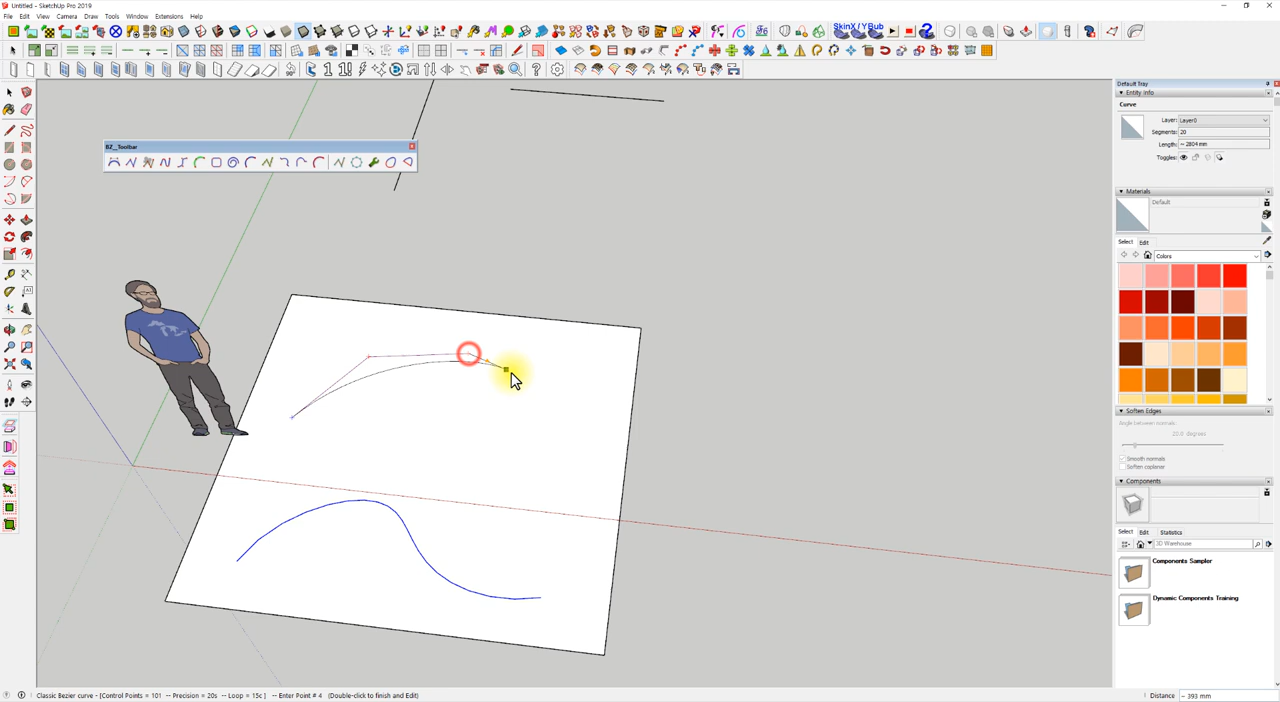 Untitled - SketchUp Pro 2019
File Edit View Camera Draw Tools Window Extensions Help
SkinX/YBub
BZ__Toolbar
Default Tray
Entity Info
Curve
Layer: Layer0
Segments: 20
Length: ~ 2804 mm
Toggles:
Materials
Default
Select Edit
Colors
Soften Edges
Angle between normals:
20.0 degrees
Smooth normals
Soften coplanar
Components
Select Edit Statistics
3D Warehouse
Components Sampler
Dynamic Components Training
Classic Bezier curve - [Control Points = 101 - Precision = 20s - Loop = 15c ] - Enter Point # 4 (Double-click to finish and Edit)
Distance ~ 393 mm